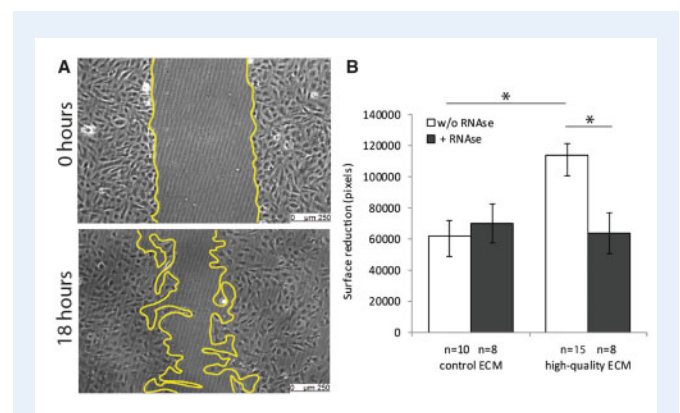 A
B
0 hours
0 µm 250
18 hours
0 µm 250
*
*
w/o RNAse
+ RNAse
Surface reduction (pixels)
140000
120000
100000
80000
60000
40000
20000
0
n=10 n=8 n=15 n=8
control ECM high-quality ECM